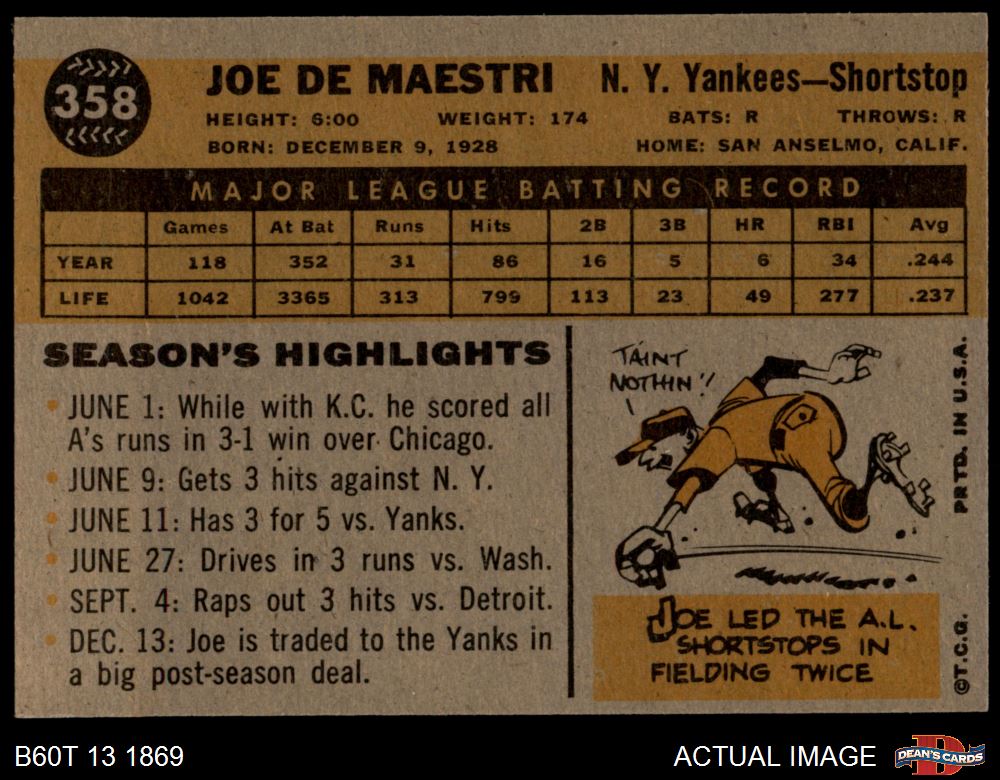 358
JOE DE MAESTRI N. Y. Yankees—Shortstop
HEIGHT: 6:00 WEIGHT: 174 BATS: R THROWS: R
BORN: DECEMBER 9, 1928 HOME: SAN ANSELMO, CALIF.
MAJOR LEAGUE BATTING RECORD
Games At Bat Runs Hits 2B 3B HR RBI Avg
YEAR 118 352 31 86 16 5 6 34 .244
LIFE 1042 3365 313 799 113 23 49 277 .237
SEASON'S HIGHLIGHTS
• JUNE 1: While with K.C. he scored all
A's runs in 3-1 win over Chicago.
• JUNE 9: Gets 3 hits against N. Y.
• JUNE 11: Has 3 for 5 vs. Yanks.
• JUNE 27: Drives in 3 runs vs. Wash.
• SEPT. 4: Raps out 3 hits vs. Detroit.
• DEC. 13: Joe is traded to the Yanks in
a big post-season deal.
'TAINT
NOTHIN'!
JOE LED THE A.L.
SHORTSTOPS IN
FIELDING TWICE
©T.C.G. PRTD. IN U.S.A.
B60T 13 1869 ACTUAL IMAGE
D
DEAN'S CARDS